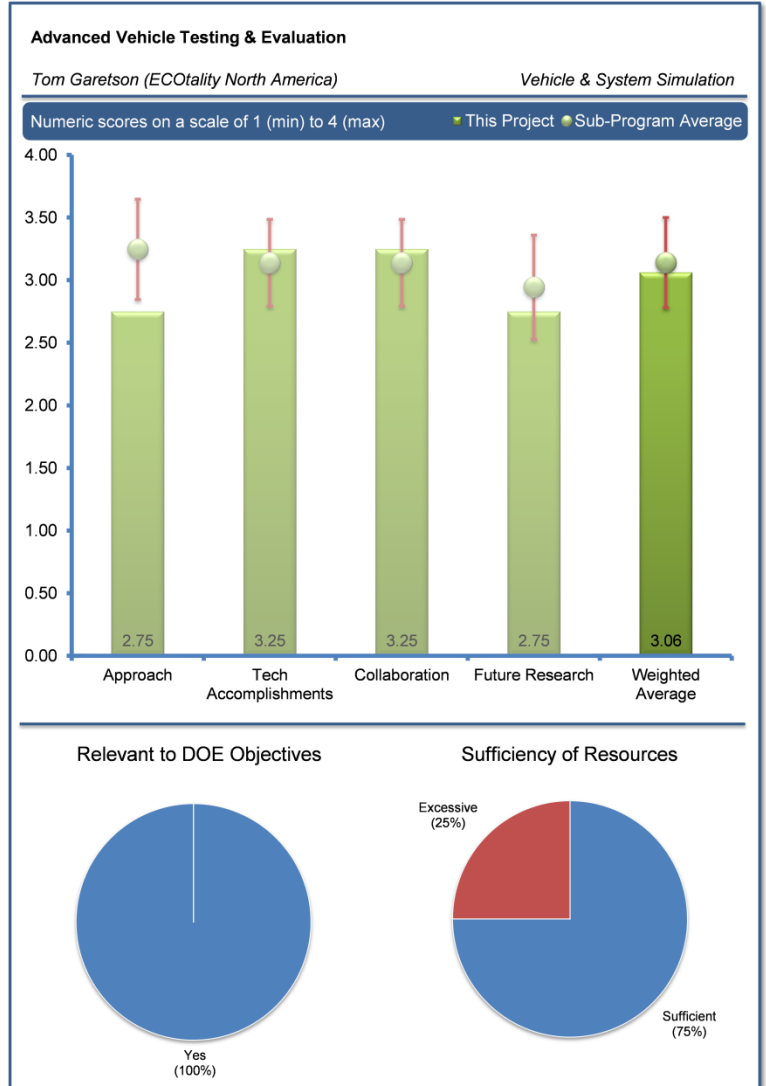 Advanced Vehicle Testing & Evaluation
Tom Garetson (ECOtality North America) Vehicle & System Simulation
Numeric scores on a scale of 1 (min) to 4 (max) This Project Sub-Program Average
4.00
3.50
3.00
2.50
2.00
1.50
1.00
0.50
0.00
2.75 3.25 3.25 2.75 3.06
Approach Tech Collaboration Future Research Weighted
Accomplishments Average
Relevant to DOE Objectives Sufficiency of Resources
Excessive
(25%)
Sufficient
(75%)
Yes
(100%)